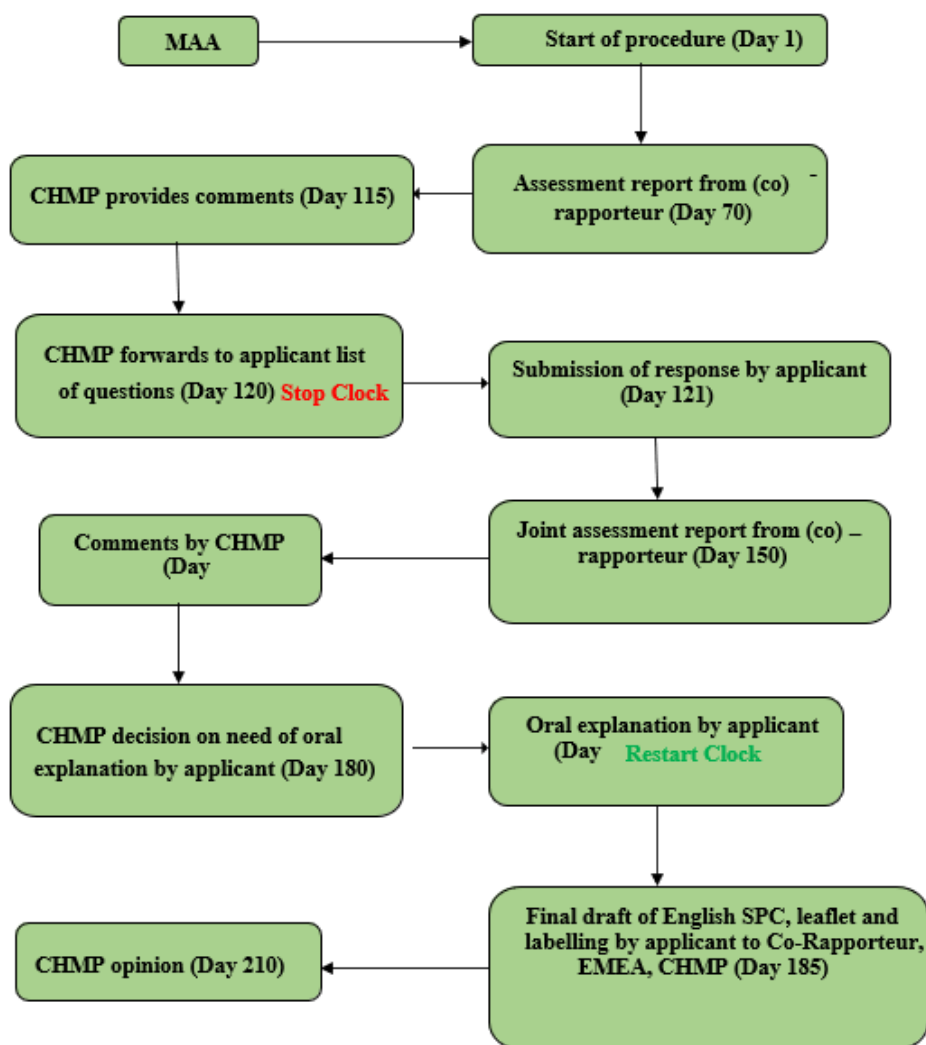 MAA
Start of procedure (Day 1)
Assessment report from (co) -
rapporteur (Day 70)
CHMP provides comments (Day 115)
CHMP forwards to applicant list
of questions (Day 120) Stop Clock
Submission of response by applicant
(Day 121)
Joint assessment report from (co) –
rapporteur (Day 150)
Comments by CHMP
(Day
CHMP decision on need of oral
explanation by applicant (Day 180)
Oral explanation by applicant
(Day Restart Clock
Final draft of English SPC, leaflet and
labelling by applicant to Co-Rapporteur,
EMEA, CHMP (Day 185)
CHMP opinion (Day 210)